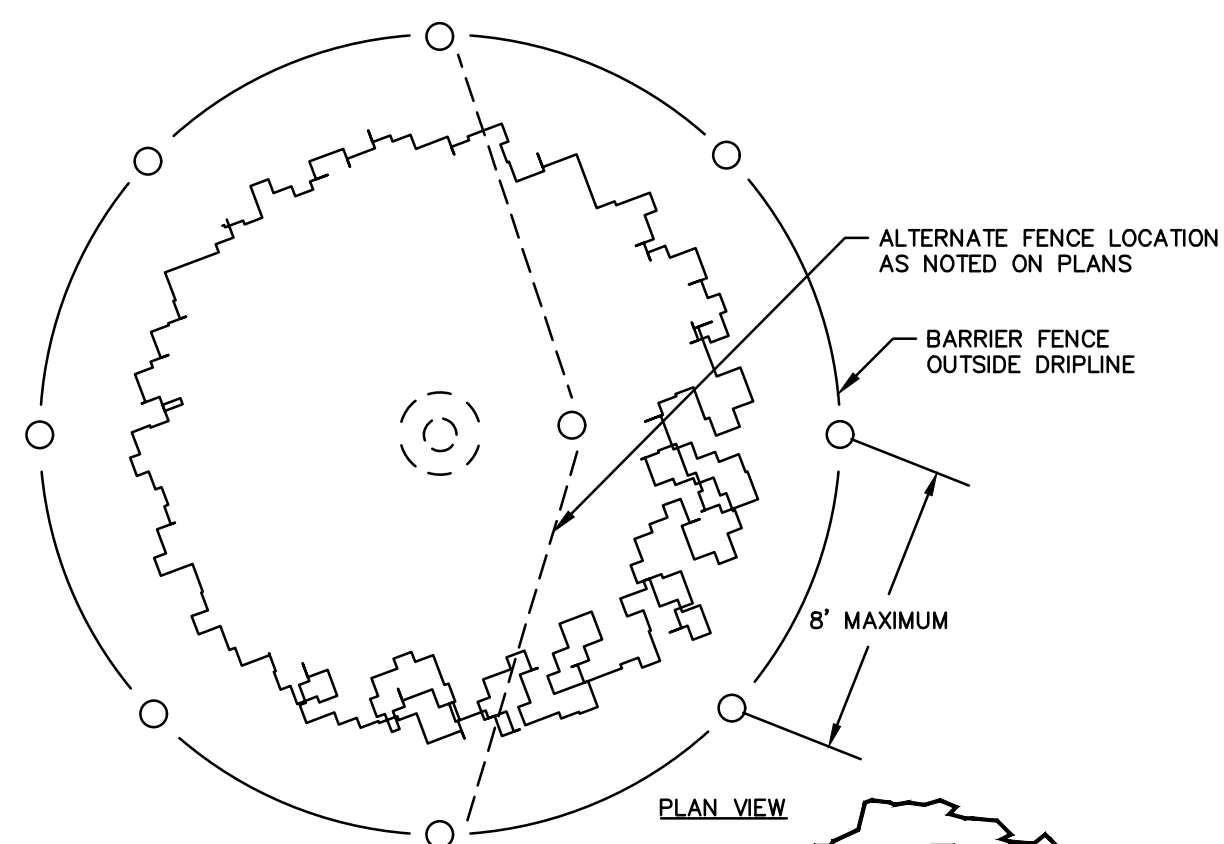 ALTERNATE FENCE LOCATION
AS NOTED ON PLANS
BARRIER FENCE
OUTSIDE DRIPLINE
8' MAXIMUM
PLAN VIEW